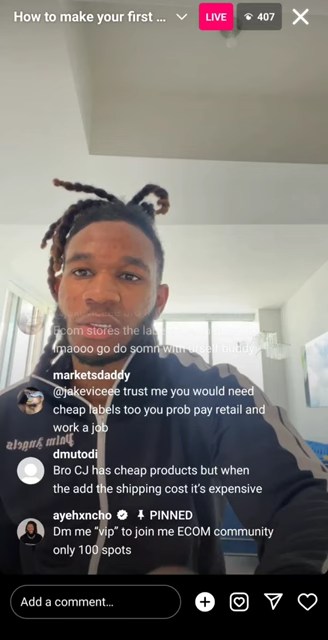 How to make your first ...
LIVE
407
Ecom stores the
lmaooo go do somn with
marketsdaddy
@jakeviceee trust me you would need
cheap labels too you prob pay retail and
work a job
Palm Angels
dmutodi
Bro CJ has cheap products but when
the add the shipping cost it's expensive
ayehxncho PINNED
Dm me “vip” to join me ECOM community
only 100 spots
Add a comment...